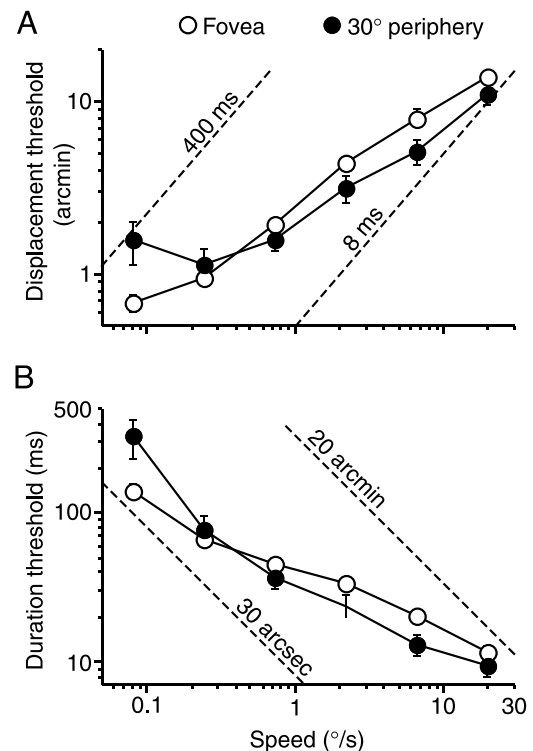 A
Fovea
30° periphery
Displacement threshold
(arcmin)
10
1
400 ms
8 ms
B
Duration threshold (ms)
500
100
10
20 arcmin
30 arcsec
0.1
1
10
30
Speed (°/s)